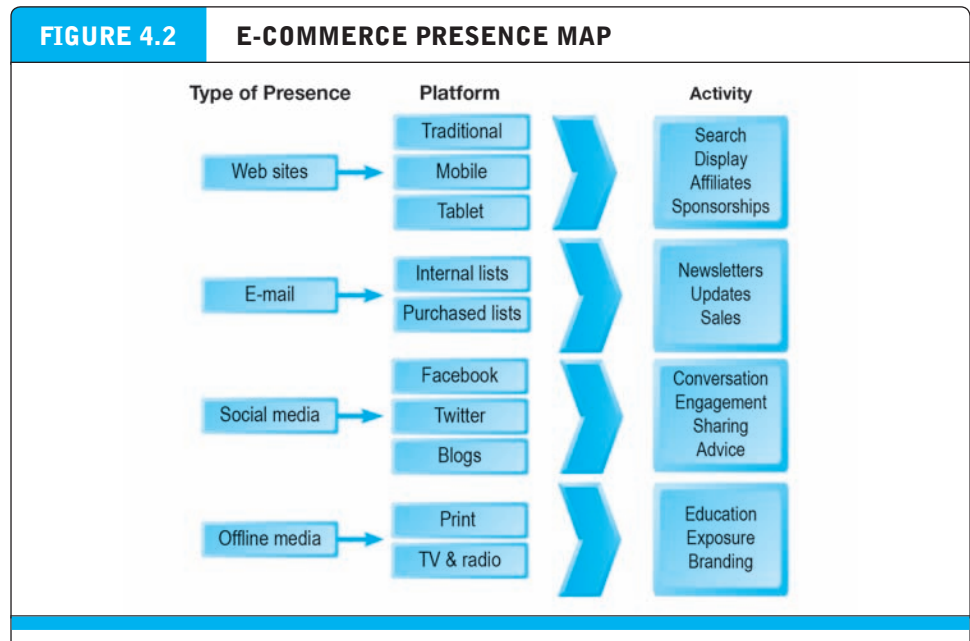 FIGURE 4.2
E-COMMERCE PRESENCE MAP
Type of Presence
Platform
Activity
Web sites
Traditional
Mobile
Tablet
Search
Display
Affiliates
Sponsorships
E-mail
Internal lists
Purchased lists
Newsletters
Updates
Sales
Social media
Facebook
Twitter
Blogs
Conversation
Engagement
Sharing
Advice
Offline media
Print
TV & radio
Education
Exposure
Branding